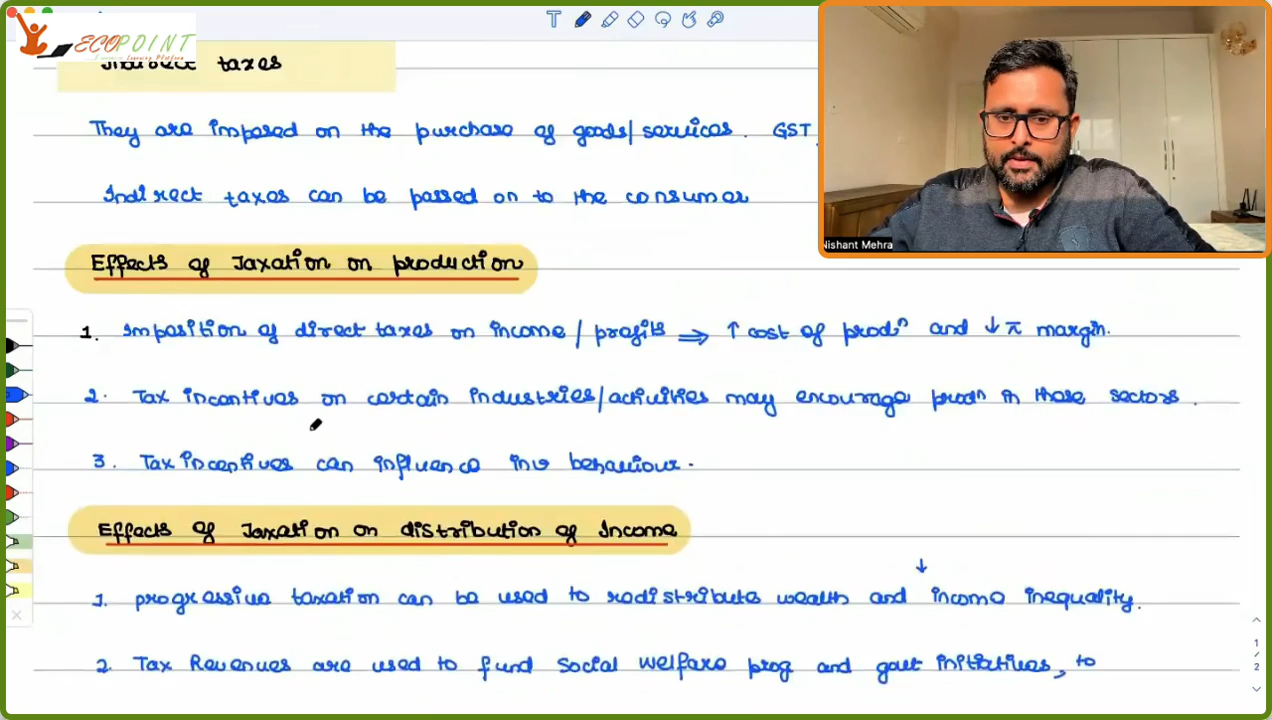 ECOPOINT
Indirect taxes
They are imposed on the purchase of goods/services. GST
Indirect taxes can be passed on to the consumer
Nishant Mehra
Effects of Taxation on production
1. Imposition of direct taxes on income / profits ⇒ ↑ cost of prodⁿ and ↓ π margin.
2. Tax incentives on certain industries/activities may encourage prodⁿ in these sectors.
3. Tax incentives can influence inv behaviour.
Effects of Taxation on distribution of Income
1. progressive taxation can be used to redistribute wealth and ↓ income inequality.
2. Tax Revenues are used to fund Social welfare prog and govt initiatives, to
1
/
2